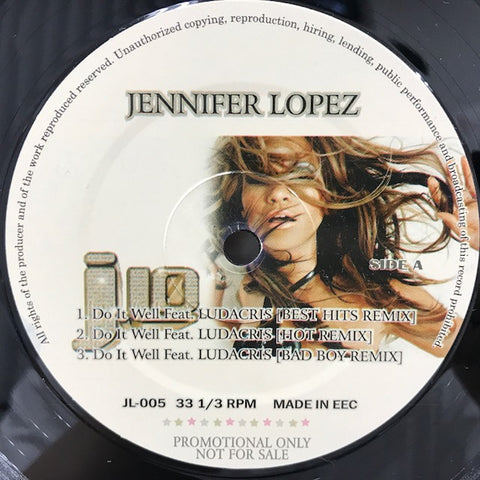 All rights of the producer and of the work reproduced reserved. Unauthorized copying, reproduction, hiring, lending, public performance and broadcasting of this record prohibited
JENNIFER LOPEZ
SIDE A
jlo
1. Do It Well Feat. LUDACRIS [BEST HITS REMIX]
2. Do It Well Feat. LUDACRIS [HOT REMIX]
3. Do It Well Feat. LUDACRIS [BAD BOY REMIX]
JL-005 33 1/3 RPM MADE IN EEC
PROMOTIONAL ONLY
NOT FOR SALE